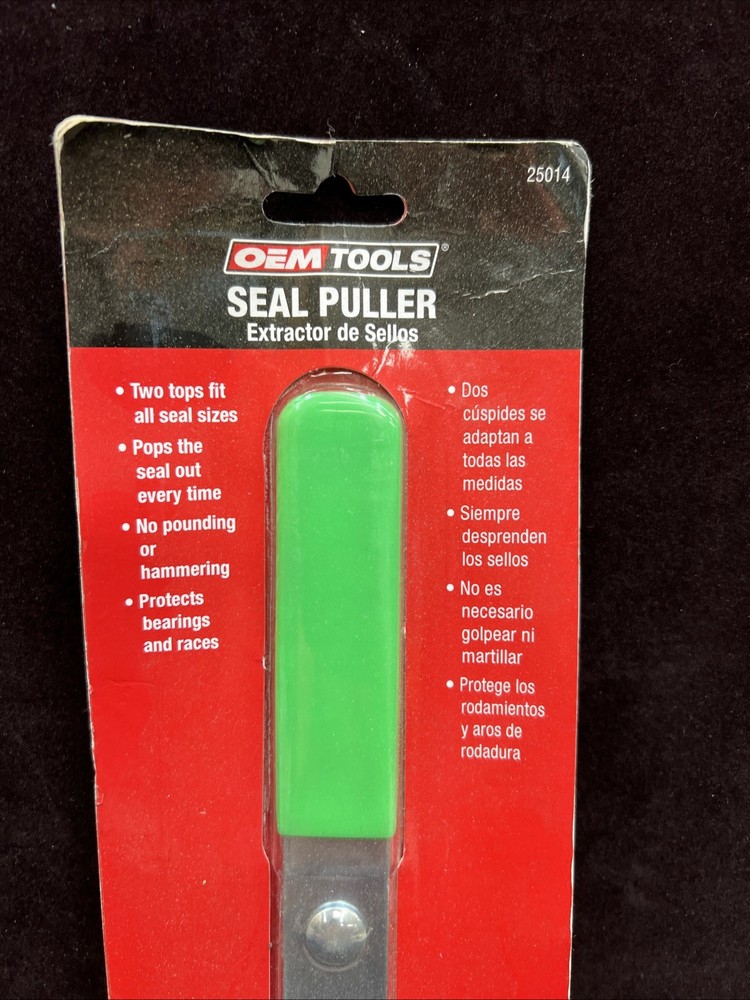 25014
OEM TOOLS®
SEAL PULLER
Extractor de Sellos
• Two tops fit
all seal sizes
• Pops the
seal out
every time
• No pounding
or
hammering
• Protects
bearings
and races
• Dos
cúspides se
adaptan a
todas las
medidas
• Siempre
desprenden
los sellos
• No es
necesario
golpear ni
martillar
• Protege los
rodamientos
y aros de
rodadura